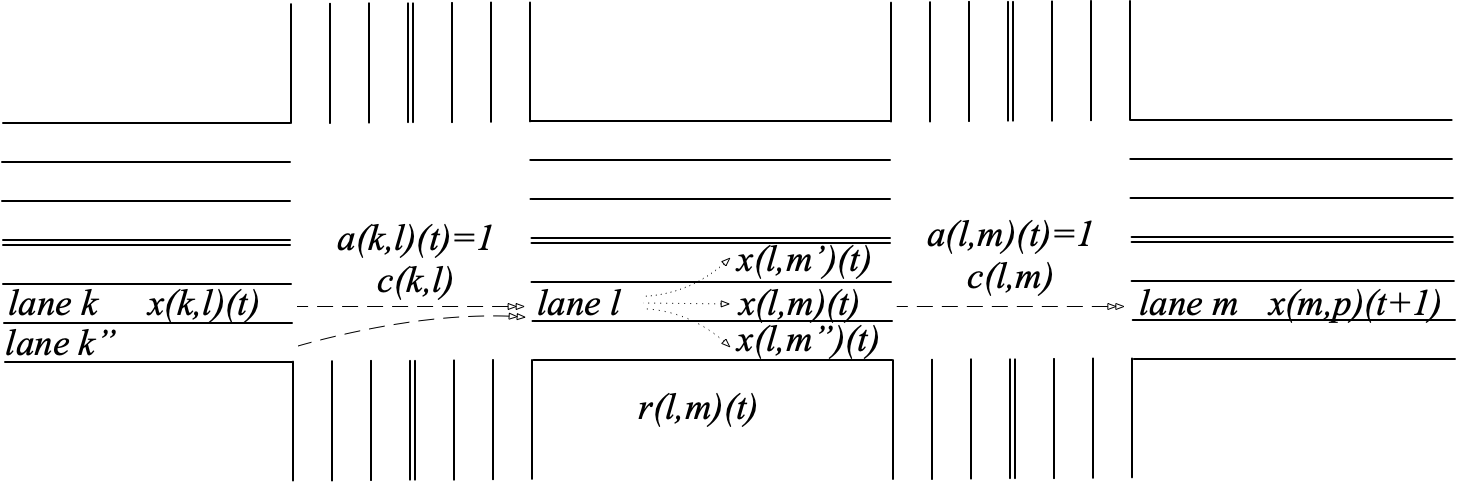 a(k,l)(t)=1
c(k,l)
a(l,m)(t)=1
c(l,m)
lane k x(k,l)(t)
lane k”
lane l
x(l,m’)(t)
x(l,m)(t)
x(l,m”)(t)
lane m x(m,p)(t+1)
r(l,m)(t)